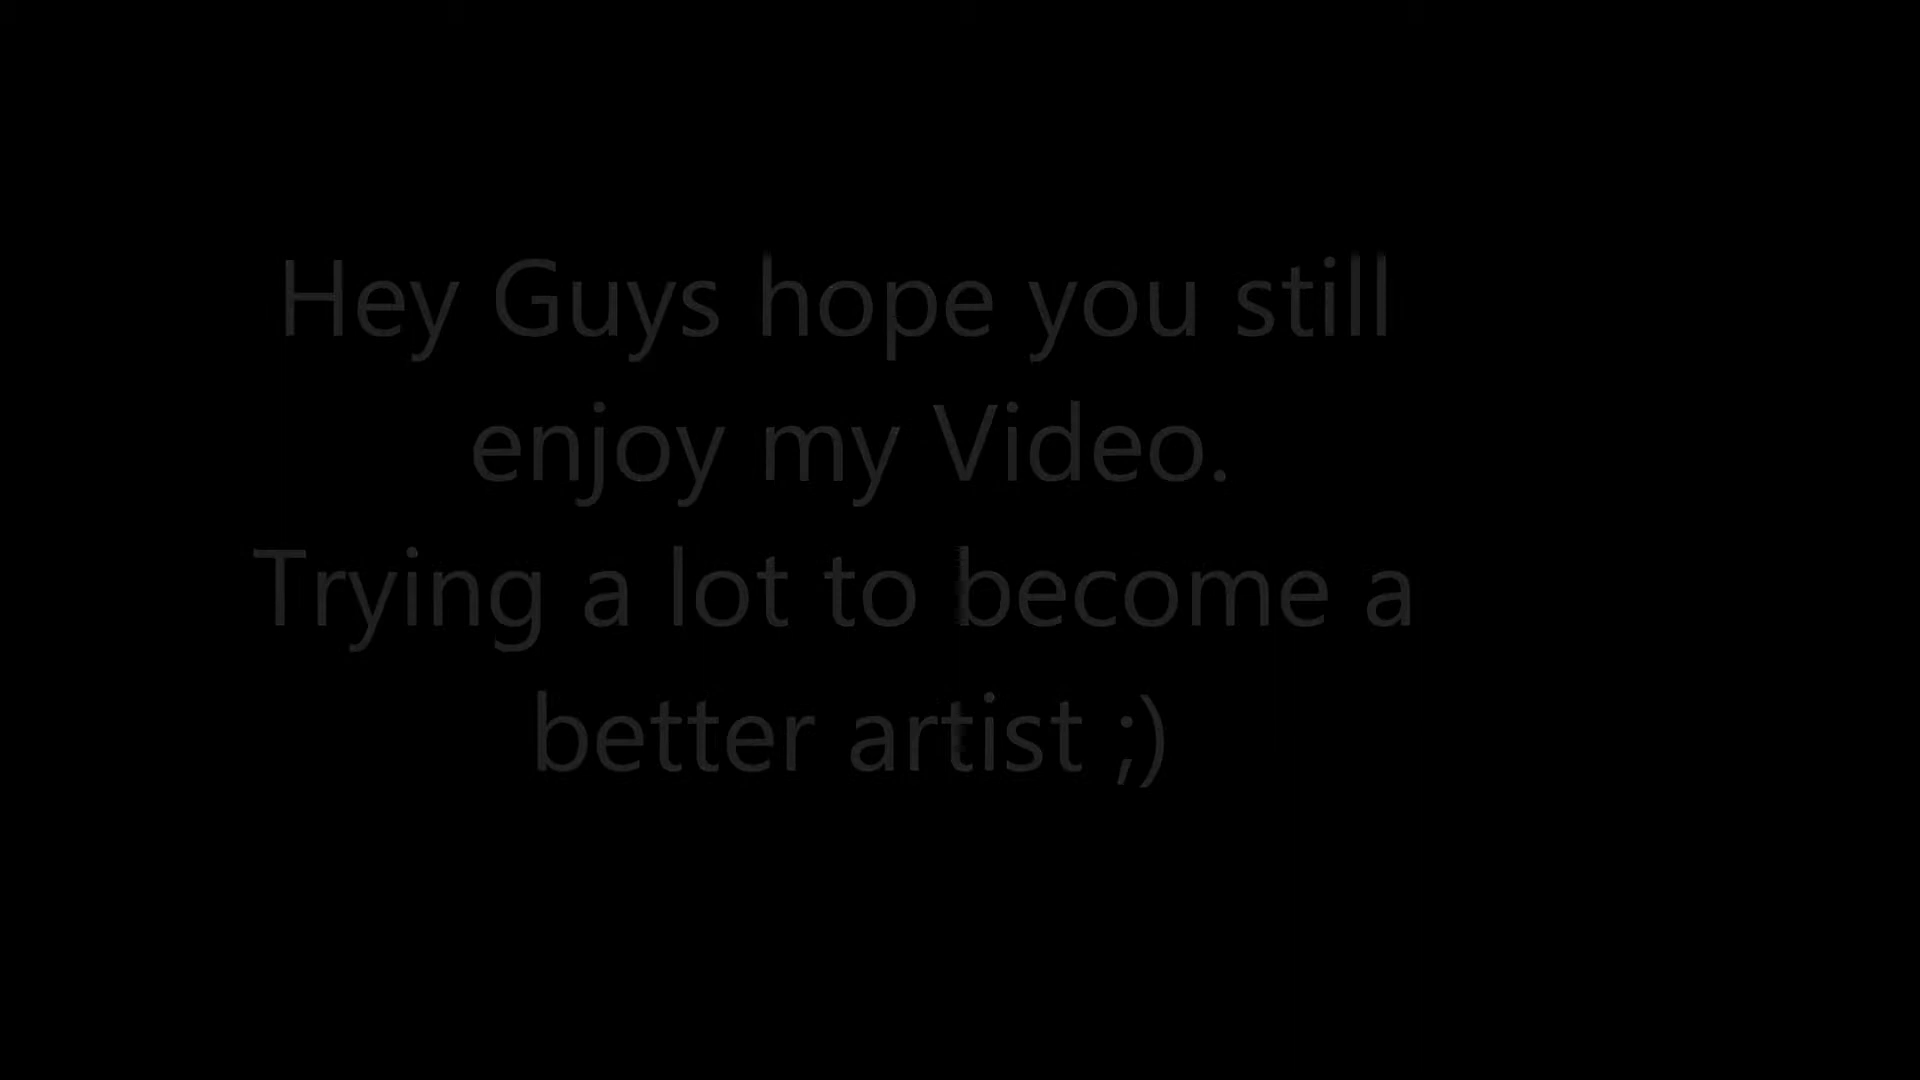 Hey Guys hope you still
enjoy my Video.
Trying a lot to become a
better artist ;)